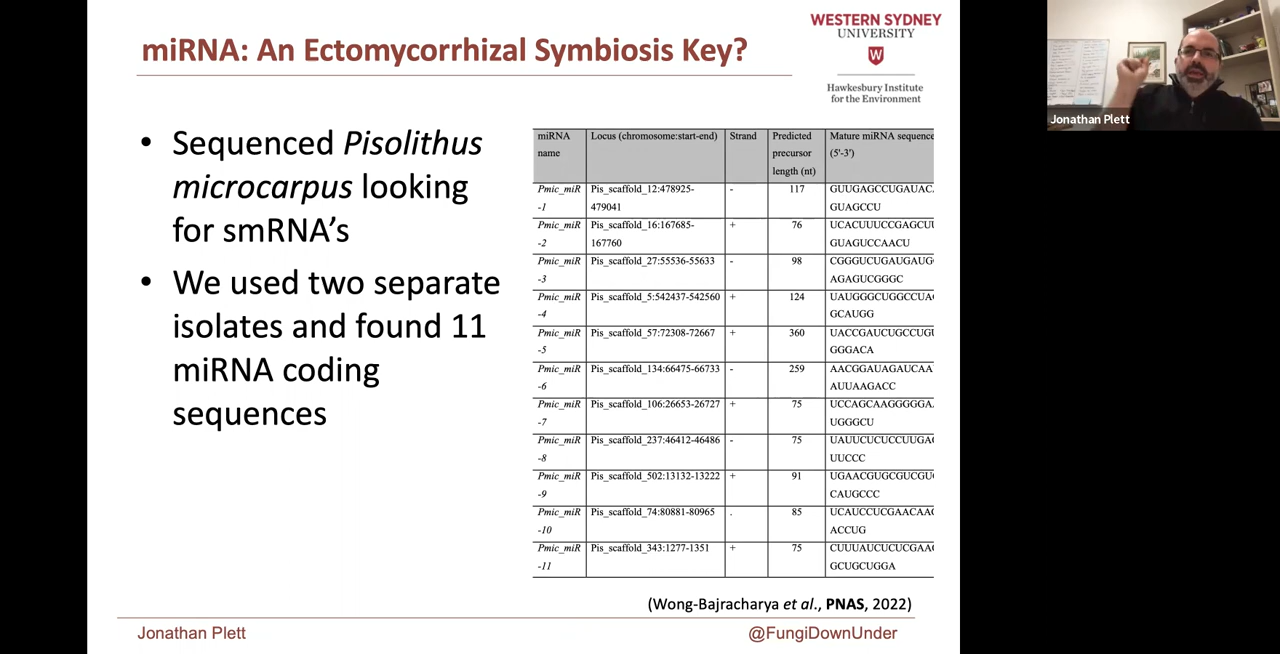 miRNA: An Ectomycorrhizal Symbiosis Key?
WESTERN SYDNEY
UNIVERSITY
W
Hawkesbury Institute
for the Environment
Jonathan Plett
• Sequenced Pisolithus
microcarpus looking
for smRNA's
• We used two separate
isolates and found 11
miRNA coding
sequences
miRNA name Locus (chromosome:start-end) Strand Predicted precursor length (nt) Mature miRNA sequence (5'-3')
Pmic_miR-1 Pis_scaffold_12:478925-479041 - 117 GUUGAGCCUGAUAC GUAGCCU
Pmic_miR-2 Pis_scaffold_16:167685-167760 + 76 UCACUUUCCGAGCUU GUAGUCCAACU
Pmic_miR-3 Pis_scaffold_27:55536-55633 - 98 CGGGUCUGAUGAUG AGAGUCGGGC
Pmic_miR-4 Pis_scaffold_5:542437-542560 + 124 UAUGGGCUGGCCUA GCAUGG
Pmic_miR-5 Pis_scaffold_57:72308-72667 + 360 UACCGAUCUGCCUG GGGACA
Pmic_miR-6 Pis_scaffold_134:66475-66733 - 259 AACGGAUAGAUCAA AUUAAGACC
Pmic_miR-7 Pis_scaffold_106:26653-26727 + 75 UCCAGCAAGGGGGA UGGGCU
Pmic_miR-8 Pis_scaffold_237:46412-46486 - 75 UAUUCUCUCCUUGA UUCCC
Pmic_miR-9 Pis_scaffold_502:13132-13222 + 91 UGAACGUGCGUCGU CAUGCCC
Pmic_miR-10 Pis_scaffold_74:80881-80965 . 85 UCAUCCUCGAACAA ACCUG
Pmic_miR-11 Pis_scaffold_343:1277-1351 + 75 CUUUAUCUCUCGAA GCUGCUGGA
(Wong-Bajracharya et al., PNAS, 2022)
Jonathan Plett
@FungiDownUnder